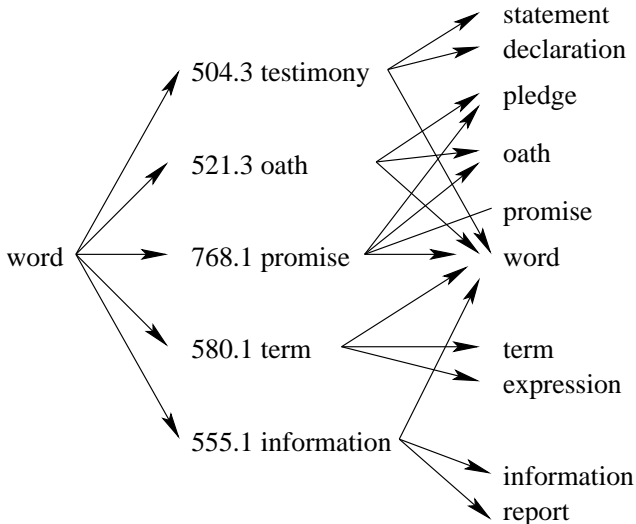 word
504.3 testimony
521.3 oath
768.1 promise
580.1 term
555.1 information
statement
declaration
pledge
oath
promise
word
term
expression
information
report